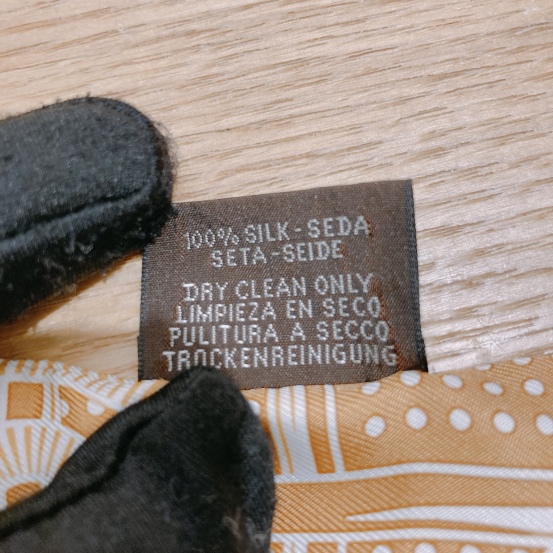 100% SILK - SEDA
SETA-SEIDE
DRY CLEAN ONLY
LIMPIEZA EN SECO
PULITURA A SECCO
TROCKENREINIGUNG